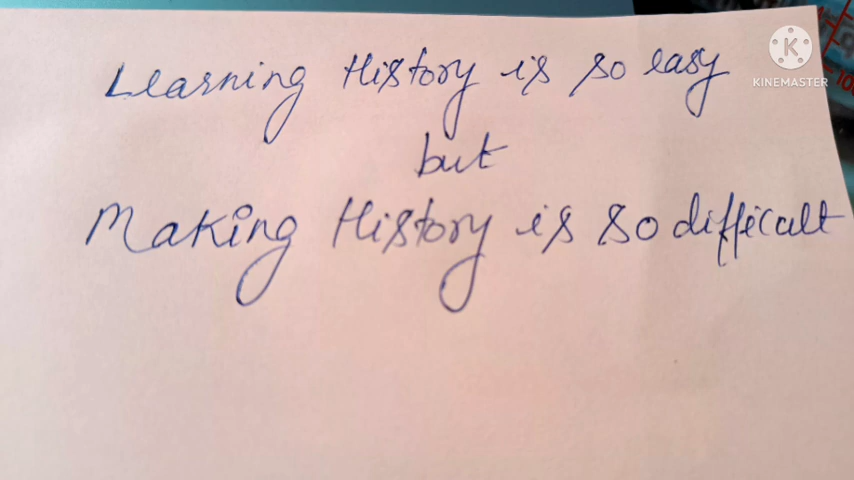 Learning History is so easy
KINEMASTER
but
Making History is so difficult